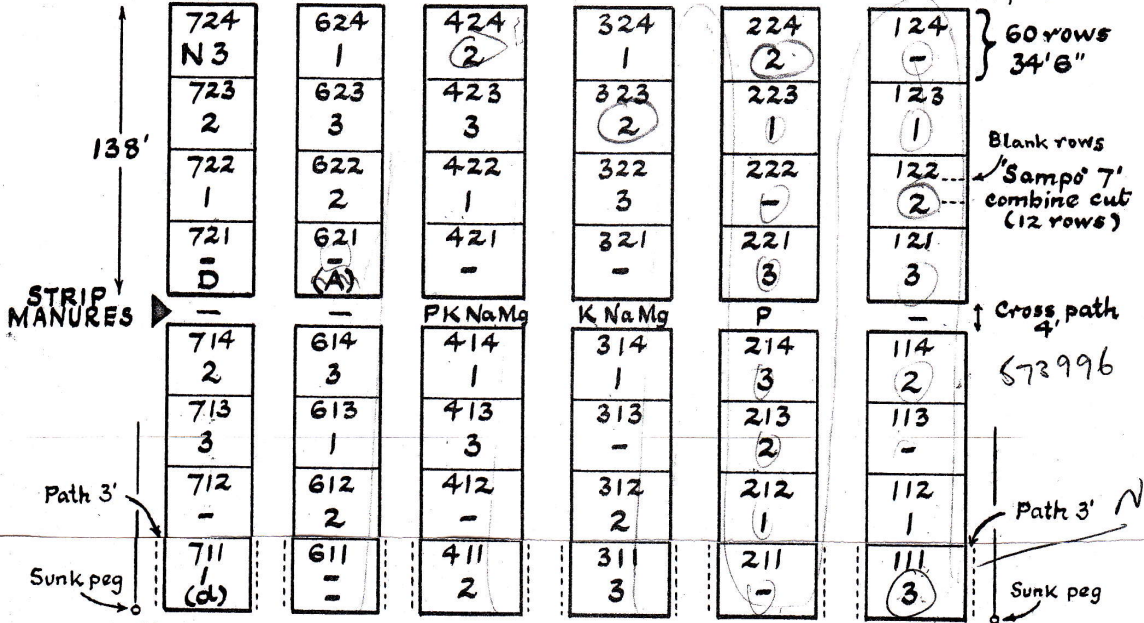 724 624 424 324 224 124 60 rows
N3 1 2 1 2 - 34'6"
723 623 423 323 223 123
2 3 3 2 1 1
138'
Blank rows
722 622 422 322 222 122
"Sampo" 7'
1 2 1 3 - 2 combine cut
(12 rows)
721 621 421 321 221 121
- - - - 3 3
D (A)
STRIP
MANURES - - PKNaMg KNaMg P - Cross path
4'
714 614 414 314 214 114 573996
2 3 1 1 3 2
713 613 413 313 213 113
3 1 3 - 2 -
712 612 412 312 212 112
Path 3' - 2 - 2 1 1 Path 3' N
711 611 411 311 211 111
1 - 2 3 - 3
Sunk peg (d) Sunk peg